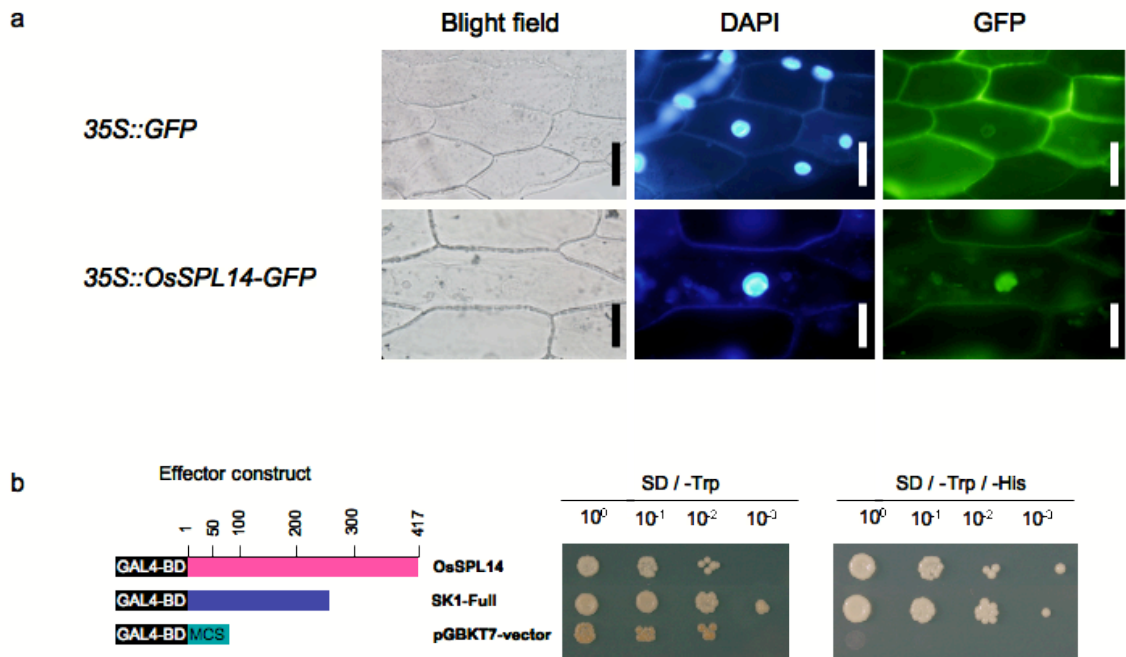 a
Blight field DAPI GFP
35S::GFP
35S::OsSPL14-GFP
b
Effector construct
1 50 100 200 300 417
GAL4-BD OsSPL14
GAL4-BD SK1-Full
GAL4-BD MCS pGBKT7-vector
SD / -Trp
10⁰ 10⁻¹ 10⁻² 10⁻³
SD / -Trp / -His
10⁰ 10⁻¹ 10⁻² 10⁻³